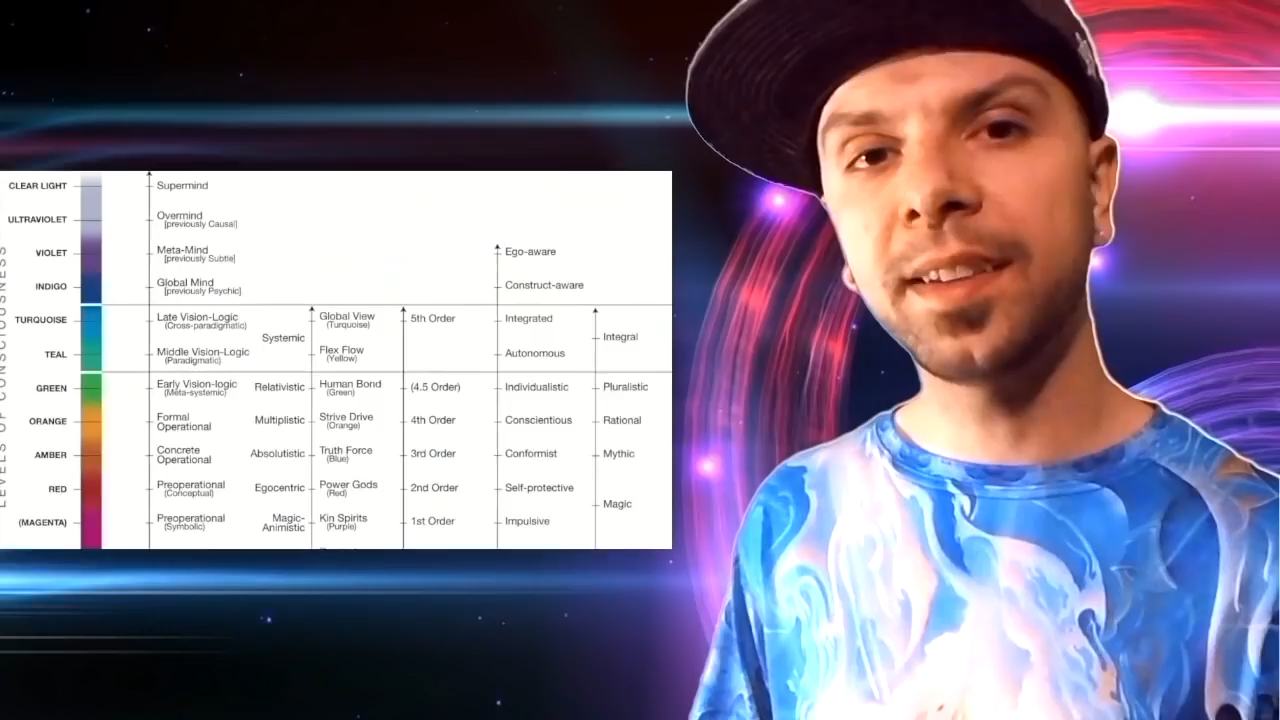 CLEAR LIGHT Supermind
ULTRAVIOLET Overmind
[previously Causal]
VIOLET Meta-Mind Ego-aware
[previously Subtle]
INDIGO Global Mind Construct-aware
[previously Psychic]
TURQUOISE Late Vision-Logic Global View 5th Order Integrated
(Cross-paradigmatic) (Turquoise)
Systemic Integral
TEAL Middle Vision-Logic Flex Flow Autonomous
(Paradigmatic) (Yellow)
GREEN Early Vision-logic Relativistic Human Bond (4.5 Order) Individualistic Pluralistic
(Meta-systemic) (Green)
ORANGE Formal Multiplistic Strive Drive 4th Order Conscientious Rational
Operational (Orange)
AMBER Concrete Absolutistic Truth Force 3rd Order Conformist Mythic
Operational (Blue)
RED Preoperational Egocentric Power Gods 2nd Order Self-protective
(Conceptual) (Red)
Magic
(MAGENTA) Preoperational Magic- Kin Spirits 1st Order Impulsive
(Symbolic) Animistic (Purple)
LEVELS OF CONSCIOUSNESS